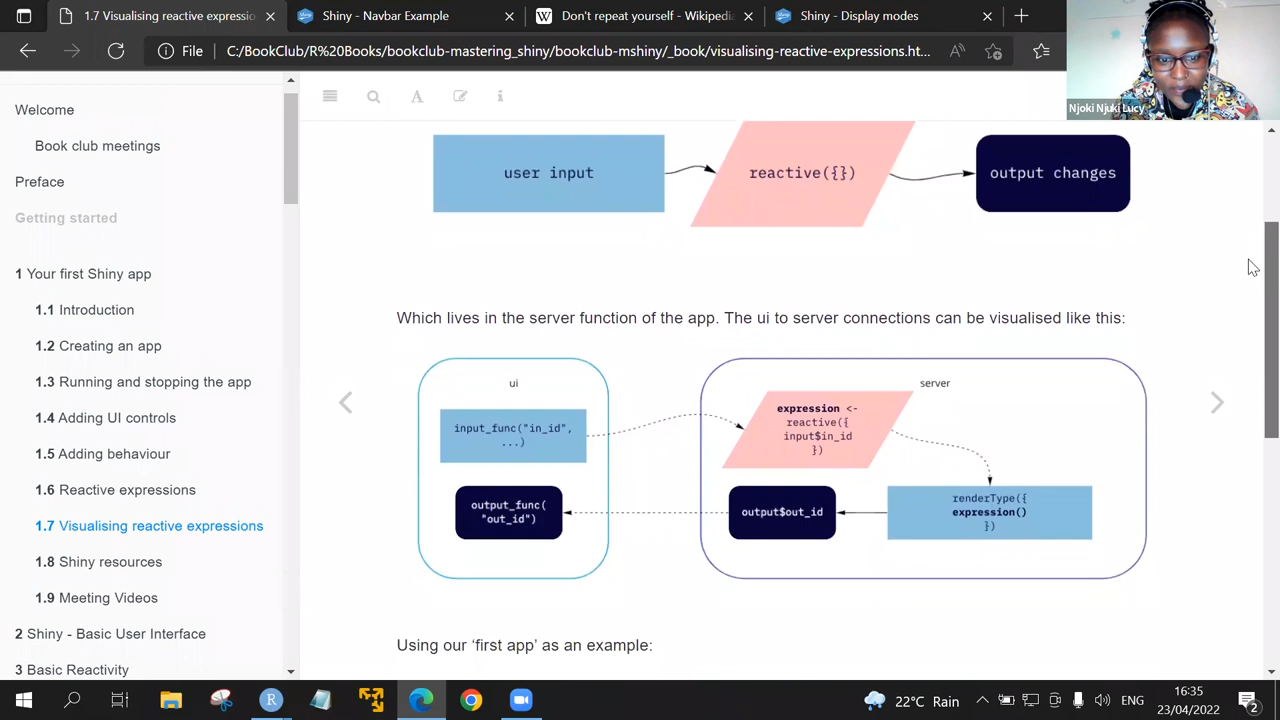 1.7 Visualising reactive expressio
Shiny - Navbar Example
Don't repeat yourself - Wikipedia
Shiny - Display modes
File
C:/BookClub/R%20Books/bookclub-mastering_shiny/bookclub-mshiny/_book/visualising-reactive-expressions.ht...
Njoki Njuki Lucy
Welcome
Book club meetings
Preface
Getting started
1 Your first Shiny app
1.1 Introduction
1.2 Creating an app
1.3 Running and stopping the app
1.4 Adding UI controls
1.5 Adding behaviour
1.6 Reactive expressions
1.7 Visualising reactive expressions
1.8 Shiny resources
1.9 Meeting Videos
2 Shiny - Basic User Interface
3 Basic Reactivity
user input
reactive({})
output changes
Which lives in the server function of the app. The ui to server connections can be visualised like this:
ui
input_func("in_id",
...)
output_func(
"out_id")
server
expression <-
reactive({
input$in_id
})
output$out_id
renderType({
expression()
})
Using our ‘first app’ as an example:
22°C Rain
ENG
16:35
23/04/2022
2